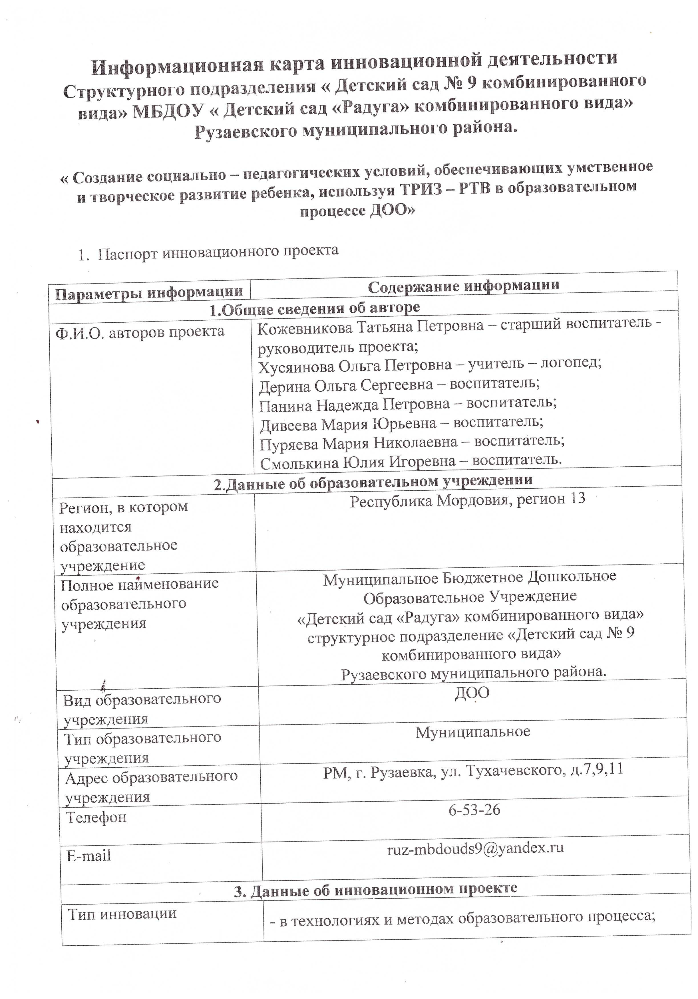 Информационная карта инновационной деятельности
Структурного подразделения « Детский сад № 9 комбинированного
вида» МБДОУ « Детский сад «Радуга» комбинированного вида»
Рузаевского муниципального района.
« Создание социально – педагогических условий, обеспечивающих умственное
и творческое развитие ребенка, используя ТРИЗ – РТВ в образовательном
процессе ДОО»
1. Паспорт инновационного проекта
Параметры информации Содержание информации
1.Общие сведения об авторе
Ф.И.О. авторов проекта
Кожевникова Татьяна Петровна – старший воспитатель -
руководитель проекта;
Хусяинова Ольга Петровна – учитель – логопед;
Дерина Ольга Сергеевна – воспитатель;
Панина Надежда Петровна – воспитатель;
Дивеева Мария Юрьевна – воспитатель;
Пуряева Мария Николаевна – воспитатель;
Смолькина Юлия Игоревна – воспитатель.
2.Данные об образовательном учреждении
Регион, в котором
находится
образовательное
учреждение
Республика Мордовия, регион 13
Полное наименование
образовательного
учреждения
Муниципальное Бюджетное Дошкольное
Образовательное Учреждение
«Детский сад «Радуга» комбинированного вида»
структурное подразделение «Детский сад № 9
комбинированного вида»
Рузаевского муниципального района.
Вид образовательного
учреждения
ДОО
Тип образовательного
учреждения
Муниципальное
Адрес образовательного
учреждения
РМ, г. Рузаевка, ул. Тухачевского, д.7,9,11
Телефон
6-53-26
E-mail
ruz-mbdouds9@yandex.ru
3. Данные об инновационном проекте
Тип инновации
- в технологиях и методах образовательного процесса;